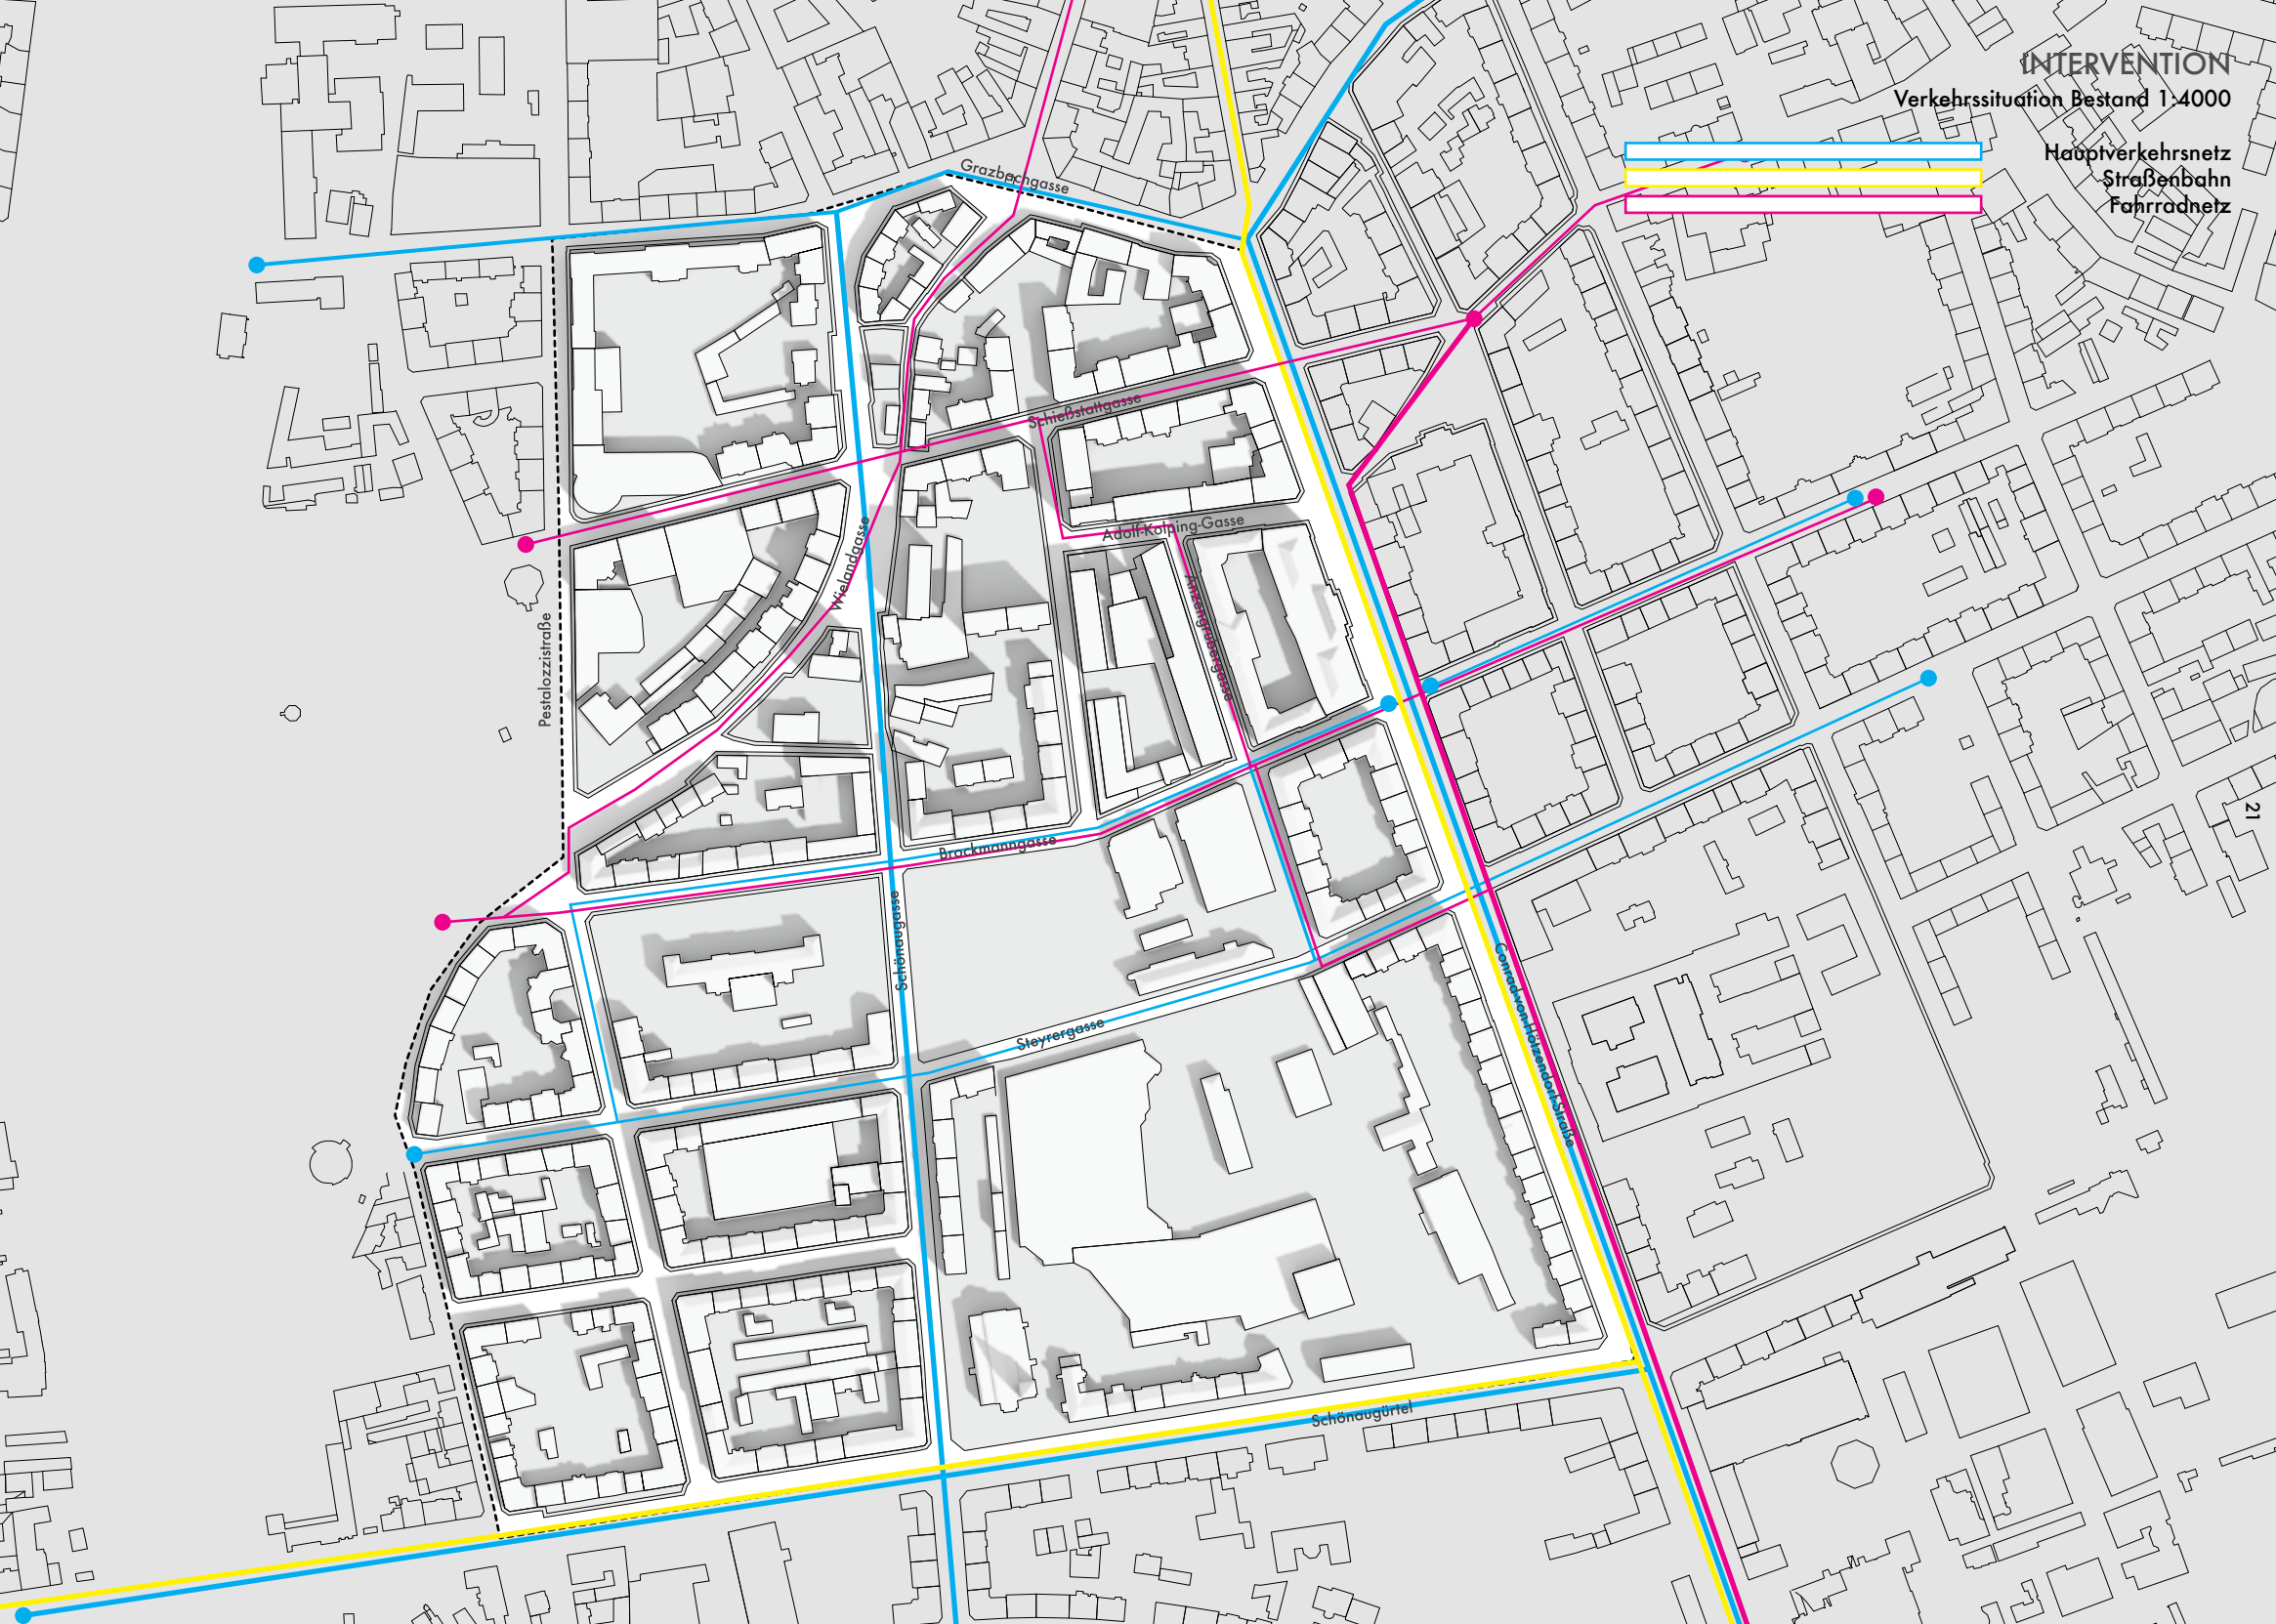 INTERVENTION
Verkehrssituation Bestand 1:4000
Hauptverkehrsnetz
Straßenbahn
Fahrradnetz
Grazbachgasse
Schießstattgasse
Adolf-Kolping-Gasse
Wielandgasse
Anzengrubergasse
Pestalozzistraße
21
Brockmanngasse
Schönaugasse
Steyrergasse
Conrad-von-Hötzendorf-Straße
Schönaugürtel